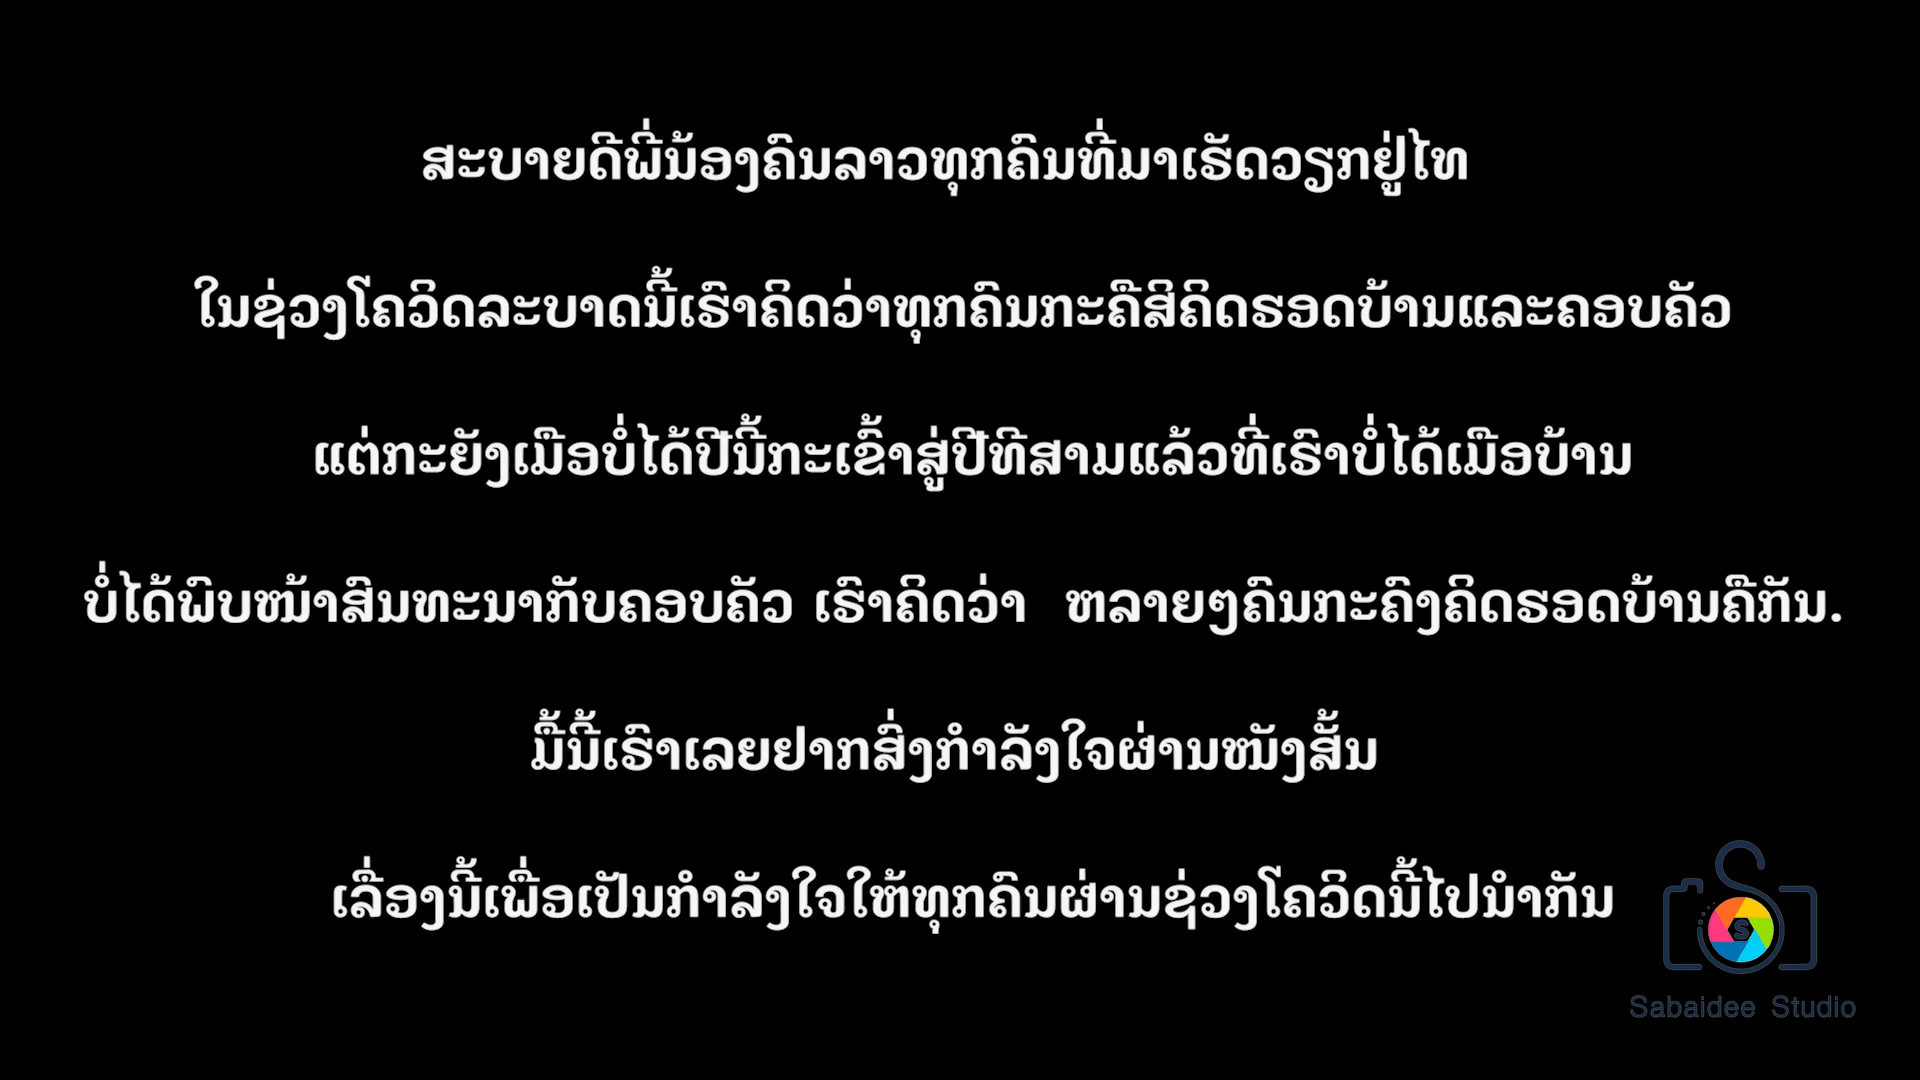 ສະບາຍດີພີ່ນ້ອງຄົນລາວທຸກຄົນທີ່ມາເຮັດວຽກຢູ່ໄທ
ໃນຊ່ວງໂຄວິດລະບາດນີ້ເຮົາຄິດວ່າທຸກຄົນກະຄືສິຄິດຮອດບ້ານແລະຄອບຄັວ
ແຕ່ກະຍັງເມືອບໍ່ໄດ້ປີນີ້ກະເຂົ້າສູ່ປີທີສາມແລ້ວທີ່ເຮົາບໍ່ໄດ້ເມືອບ້ານ
ບໍ່ໄດ້ພົບໜ້າສົນທະນາກັບຄອບຄັວ ເຮົາຄິດວ່າ ຫລາຍໆຄົນກະຄົງຄິດຮອດບ້ານຄືກັນ.
ມື້ນີ້ເຮົາເລຍຢາກສົ່ງກຳລັງໃຈຜ່ານໜັງສັ້ນ
ເລື່ອງນີ້ເພື່ອເປັນກຳລັງໃຈໃຫ້ທຸກຄົນຜ່ານຊ່ວງໂຄວິດນີ້ໄປນຳກັນ
S
Sabaidee Studio